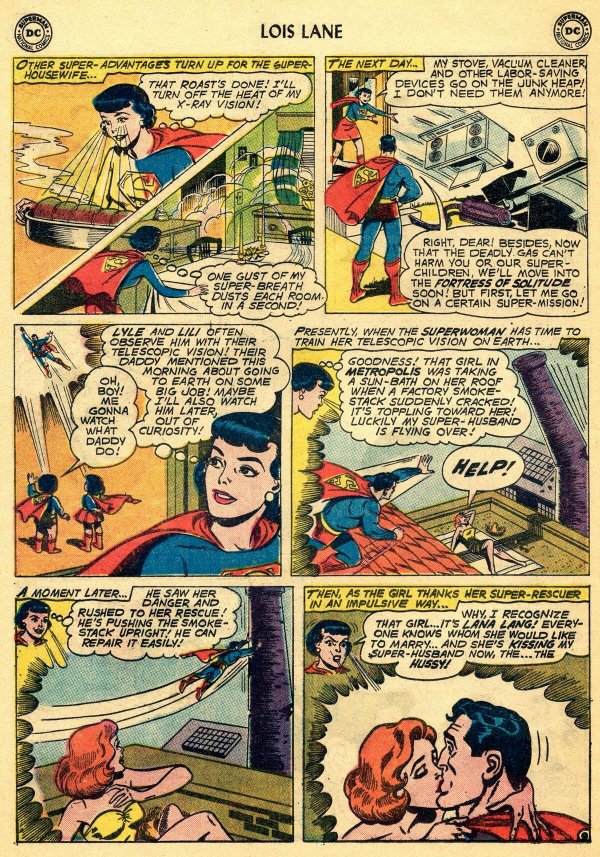 LOIS LANE
SUPERMAN
DC
NATIONAL COMICS
SUPERMAN
DC
NATIONAL COMICS
OTHER SUPER-ADVANTAGES TURN UP FOR THE SUPER-
HOUSEWIFE...
THAT ROAST'S DONE! I'LL
TURN OFF THE HEAT OF MY
X-RAY VISION!
ONE GUST OF MY
SUPER-BREATH
DUSTS EACH ROOM
IN A SECOND!
THE NEXT DAY...
MY STOVE, VACUUM CLEANER
AND OTHER LABOR-SAVING
DEVICES GO ON THE JUNK HEAP!
I DON'T NEED THEM ANYMORE!
RIGHT, DEAR! BESIDES, NOW
THAT THE DEADLY GAS CAN'T
HARM YOU OR OUR SUPER-
CHILDREN, WE'LL MOVE INTO
THE FORTRESS OF SOLITUDE
SOON! BUT FIRST, LET ME GO
ON A CERTAIN SUPER-MISSION!
LYLE AND LILI OFTEN
OBSERVE HIM WITH THEIR
TELESCOPIC VISION! THEIR
DADDY MENTIONED THIS
MORNING ABOUT GOING
TO EARTH ON SOME
BIG JOB! MAYBE
I'LL ALSO WATCH
HIM LATER,
OUT OF
CURIOSITY!
OH,
BOY!
ME
GONNA
WATCH
WHAT
DADDY
DO!
PRESENTLY, WHEN THE SUPERWOMAN HAS TIME TO
TRAIN HER TELESCOPIC VISION ON EARTH...
GOODNESS! THAT GIRL IN
METROPOLIS WAS TAKING
A SUN-BATH ON HER ROOF
WHEN A FACTORY SMOKE-
STACK SUDDENLY CRACKED!
IT'S TOPPLING TOWARD HER!
LUCKILY MY SUPER-HUSBAND
IS FLYING OVER!
HELP!
A MOMENT LATER...
HE SAW HER
DANGER AND
RUSHED TO HER RESCUE!
HE'S PUSHING THE SMOKE-
STACK UPRIGHT! HE CAN
REPAIR IT EASILY!
THEN, AS THE GIRL THANKS HER SUPER-RESCUER
IN AN IMPULSIVE WAY...
WHY, I RECOGNIZE
THAT GIRL...IT'S LANA LANG! EVERY-
ONE KNOWS WHOM SHE WOULD LIKE
TO MARRY...AND SHE'S KISSING MY
SUPER-HUSBAND NOW, THE...THE
HUSSY!